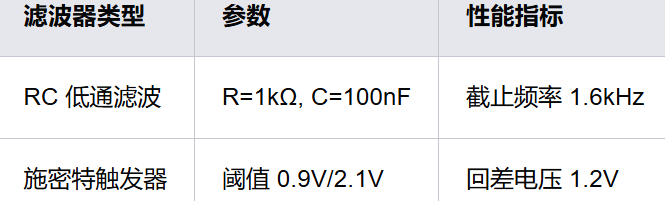 滤波器类型 参数 性能指标
RC 低通滤波 R=1kΩ, C=100nF 截止频率 1.6kHz
施密特触发器 阈值 0.9V/2.1V 回差电压 1.2V